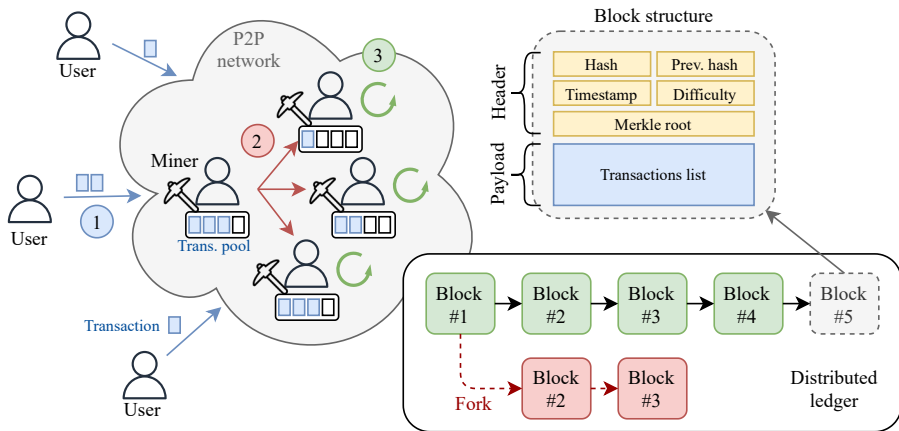 User
P2P
network
3
Block structure
Header
Hash
Prev. hash
Timestamp
Difficulty
Merkle root
Payload
Transactions list
2
Miner
User
1
Trans. pool
Transaction
User
Block
#1
Block
#2
Block
#3
Block
#4
Block
#5
Fork
Block
#2
Block
#3
Distributed
ledger